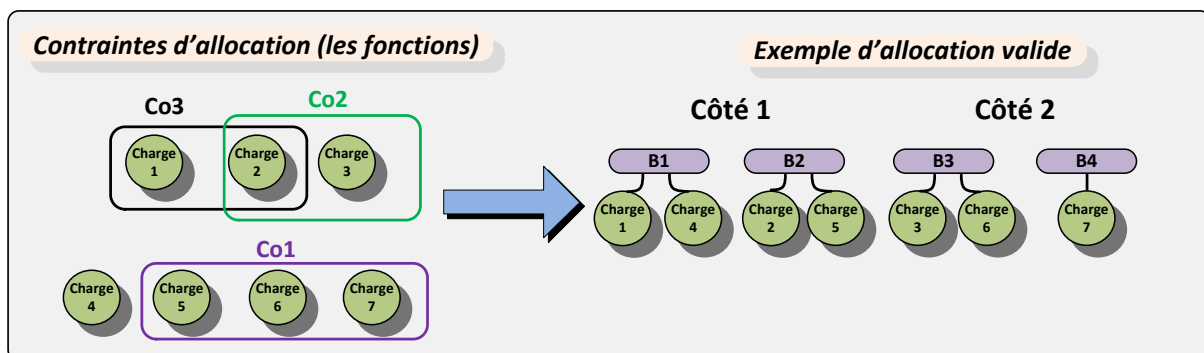 Contraintes d’allocation (les fonctions)
Exemple d’allocation valide
Co3
Co2
Charge
1
Charge
2
Charge
3
Co1
Charge
4
Charge
5
Charge
6
Charge
7
Côté 1
Côté 2
B1
B2
B3
B4
Charge
1
Charge
4
Charge
2
Charge
5
Charge
3
Charge
6
Charge
7